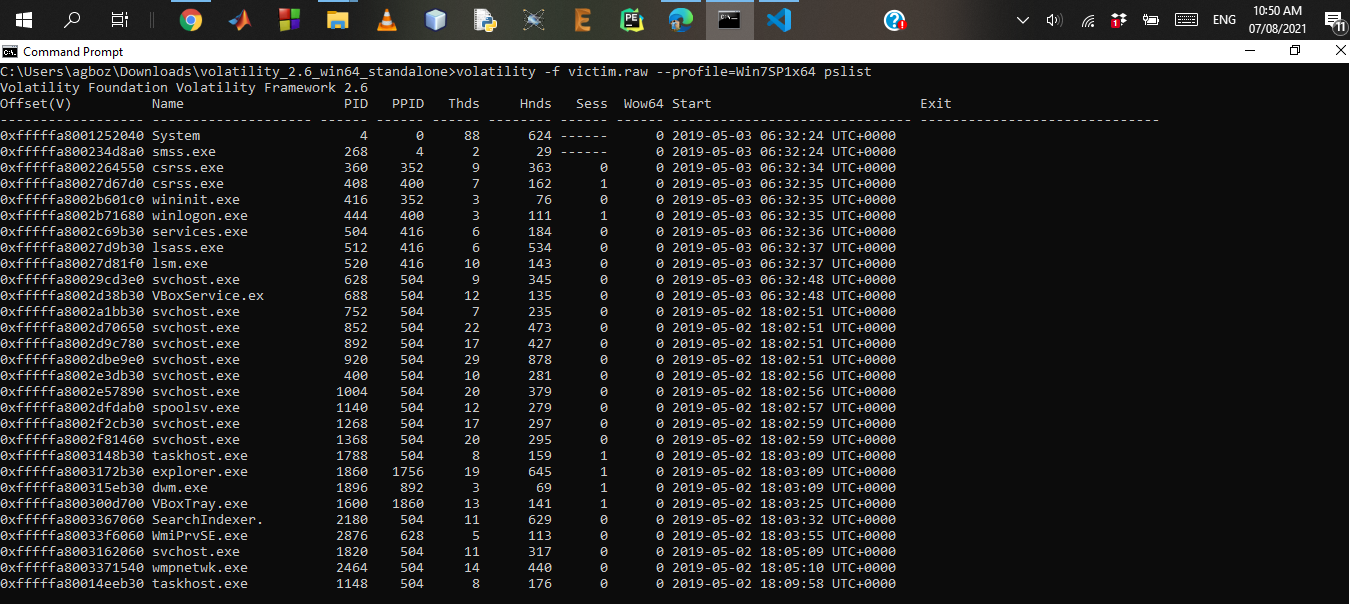 ENG
10:50 AM
07/08/2021
11
1
PE
E
Command Prompt
C:\Users\agboz\Downloads\volatility_2.6_win64_standalone>volatility -f victim.raw --profile=Win7SP1x64 pslist
Volatility Foundation Volatility Framework 2.6
Offset(V)          Name                    PID   PPID   Thds     Hnds   Sess  Wow64 Start                          Exit
------------------ -------------------- ------ ------ ------ -------- ------ ------ ------------------------------ ------------------------------
0xfffffa8001252040 System                    4      0     88      624 ------      0 2019-05-03 06:32:24 UTC+0000
0xfffffa800234d8a0 smss.exe                268      4      2       29 ------      0 2019-05-03 06:32:24 UTC+0000
0xfffffa8002264550 csrss.exe               360    352      9      363      0      0 2019-05-03 06:32:34 UTC+0000
0xfffffa80027d67d0 csrss.exe               408    400      7      162      1      0 2019-05-03 06:32:35 UTC+0000
0xfffffa8002b601c0 wininit.exe             416    352      3       76      0      0 2019-05-03 06:32:35 UTC+0000
0xfffffa8002b71680 winlogon.exe            444    400      3      111      1      0 2019-05-03 06:32:35 UTC+0000
0xfffffa8002c69b30 services.exe            504    416      6      184      0      0 2019-05-03 06:32:36 UTC+0000
0xfffffa80027d9b30 lsass.exe               512    416      6      534      0      0 2019-05-03 06:32:37 UTC+0000
0xfffffa80027d81f0 lsm.exe                 520    416     10      143      0      0 2019-05-03 06:32:37 UTC+0000
0xfffffa80029cd3e0 svchost.exe             628    504      9      345      0      0 2019-05-03 06:32:48 UTC+0000
0xfffffa8002d38b30 VBoxService.ex          688    504     12      135      0      0 2019-05-03 06:32:48 UTC+0000
0xfffffa8002a1bb30 svchost.exe             752    504      7      235      0      0 2019-05-02 18:02:51 UTC+0000
0xfffffa8002d70650 svchost.exe             852    504     22      473      0      0 2019-05-02 18:02:51 UTC+0000
0xfffffa8002d9c780 svchost.exe             892    504     17      427      0      0 2019-05-02 18:02:51 UTC+0000
0xfffffa8002dbe9e0 svchost.exe             920    504     29      878      0      0 2019-05-02 18:02:51 UTC+0000
0xfffffa8002e3db30 svchost.exe             400    504     10      281      0      0 2019-05-02 18:02:56 UTC+0000
0xfffffa8002e57890 svchost.exe            1004    504     20      379      0      0 2019-05-02 18:02:56 UTC+0000
0xfffffa8002dfdab0 spoolsv.exe            1140    504     12      279      0      0 2019-05-02 18:02:57 UTC+0000
0xfffffa8002f2cb30 svchost.exe            1268    504     17      297      0      0 2019-05-02 18:02:59 UTC+0000
0xfffffa8002f81460 svchost.exe            1368    504     20      295      0      0 2019-05-02 18:02:59 UTC+0000
0xfffffa8003148b30 taskhost.exe           1788    504      8      159      1      0 2019-05-02 18:03:09 UTC+0000
0xfffffa8003172b30 explorer.exe           1860   1756     19      645      1      0 2019-05-02 18:03:09 UTC+0000
0xfffffa800315eb30 dwm.exe                1896    892      3       69      1      0 2019-05-02 18:03:09 UTC+0000
0xfffffa800300d700 VBoxTray.exe           1600   1860     13      141      1      0 2019-05-02 18:03:25 UTC+0000
0xfffffa8003367060 SearchIndexer.         2180    504     11      629      0      0 2019-05-02 18:03:32 UTC+0000
0xfffffa80033f6060 WmiPrvSE.exe           2876    628      5      113      0      0 2019-05-02 18:03:55 UTC+0000
0xfffffa8003162060 svchost.exe            1820    504     11      317      0      0 2019-05-02 18:05:09 UTC+0000
0xfffffa8003371540 wmpnetwk.exe           2464    504     14      440      0      0 2019-05-02 18:05:10 UTC+0000
0xfffffa80014eeb30 taskhost.exe           1148    504      8      176      0      0 2019-05-02 18:09:58 UTC+0000